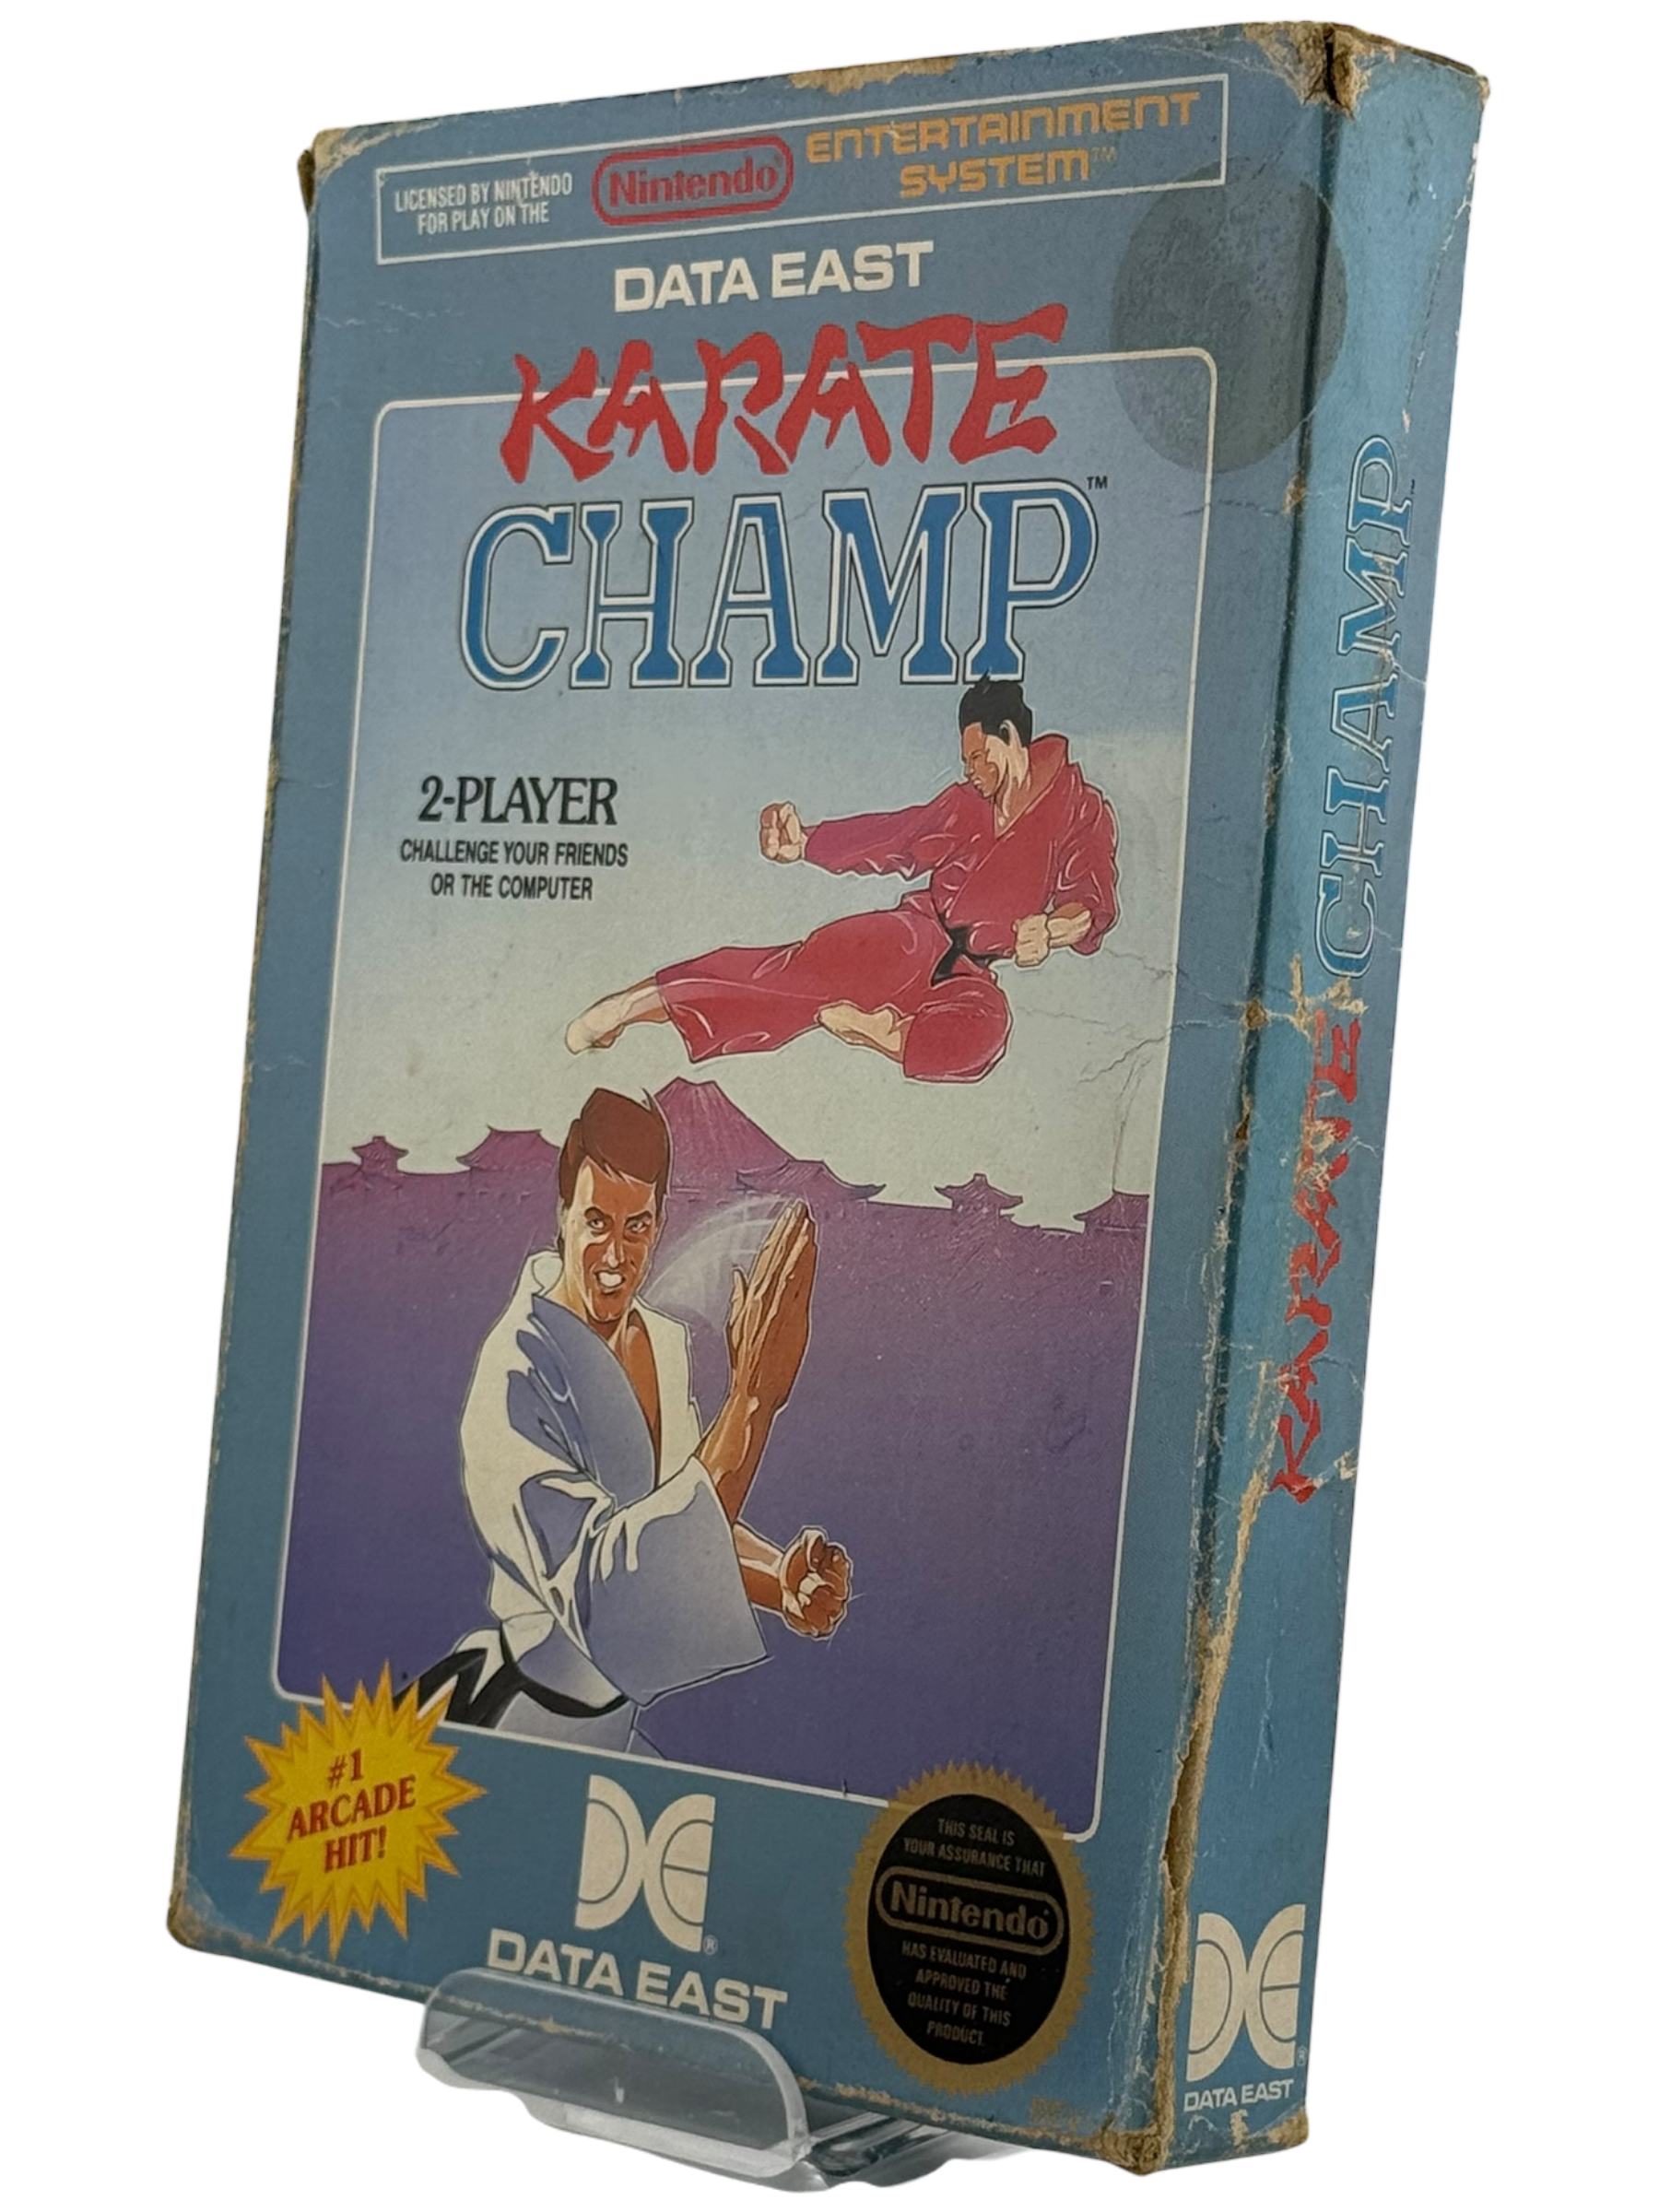 LICENSED BY NINTENDO
FOR PLAY ON THE
Nintendo®
ENTERTAINMENT
SYSTEM™
DATA EAST
KARATE
CHAMP™
2-PLAYER
CHALLENGE YOUR FRIENDS
OR THE COMPUTER
#1
ARCADE
HIT!
®
DATA EAST
THIS SEAL IS
YOUR ASSURANCE THAT
Nintendo®
HAS EVALUATED AND
APPROVED THE
QUALITY OF THIS
PRODUCT.
KARATE CHAMP
®
DATA EAST